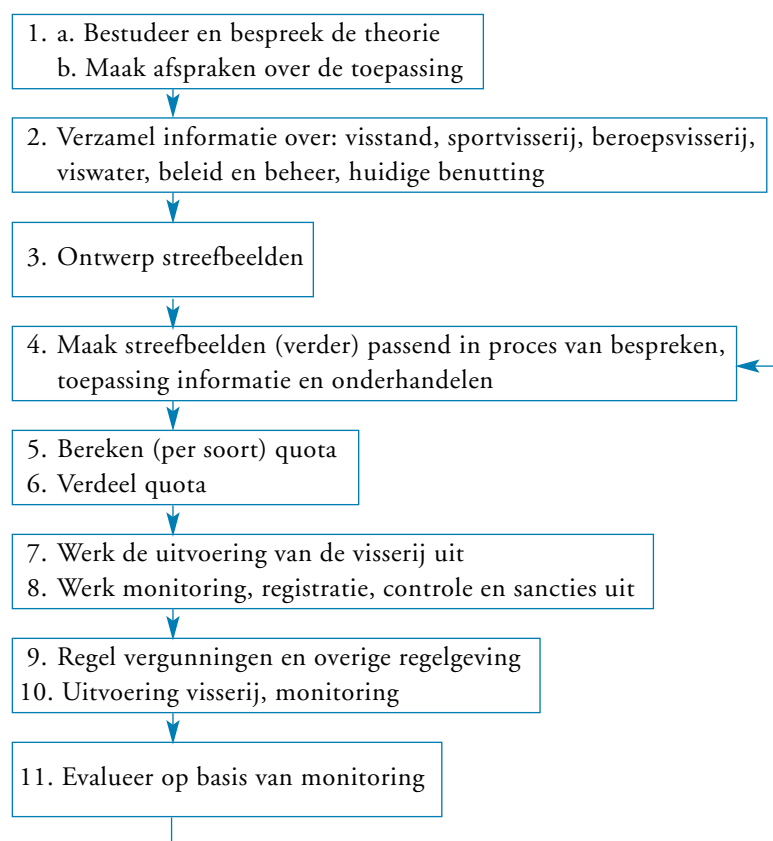 1. a. Bestudeer en bespreek de theorie
b. Maak afspraken over de toepassing
2. Verzamel informatie over: visstand, sportvisserij, beroepsvisserij,
viswater, beleid en beheer, huidige benutting
3. Ontwerp streefbeelden
4. Maak streefbeelden (verder) passend in proces van bespreken,
toepassing informatie en onderhandelen
5. Bereken (per soort) quota
6. Verdeel quota
7. Werk de uitvoering van de visserij uit
8. Werk monitoring, registratie, controle en sancties uit
9. Regel vergunningen en overige regelgeving
10. Uitvoering visserij, monitoring
11. Evalueer op basis van monitoring